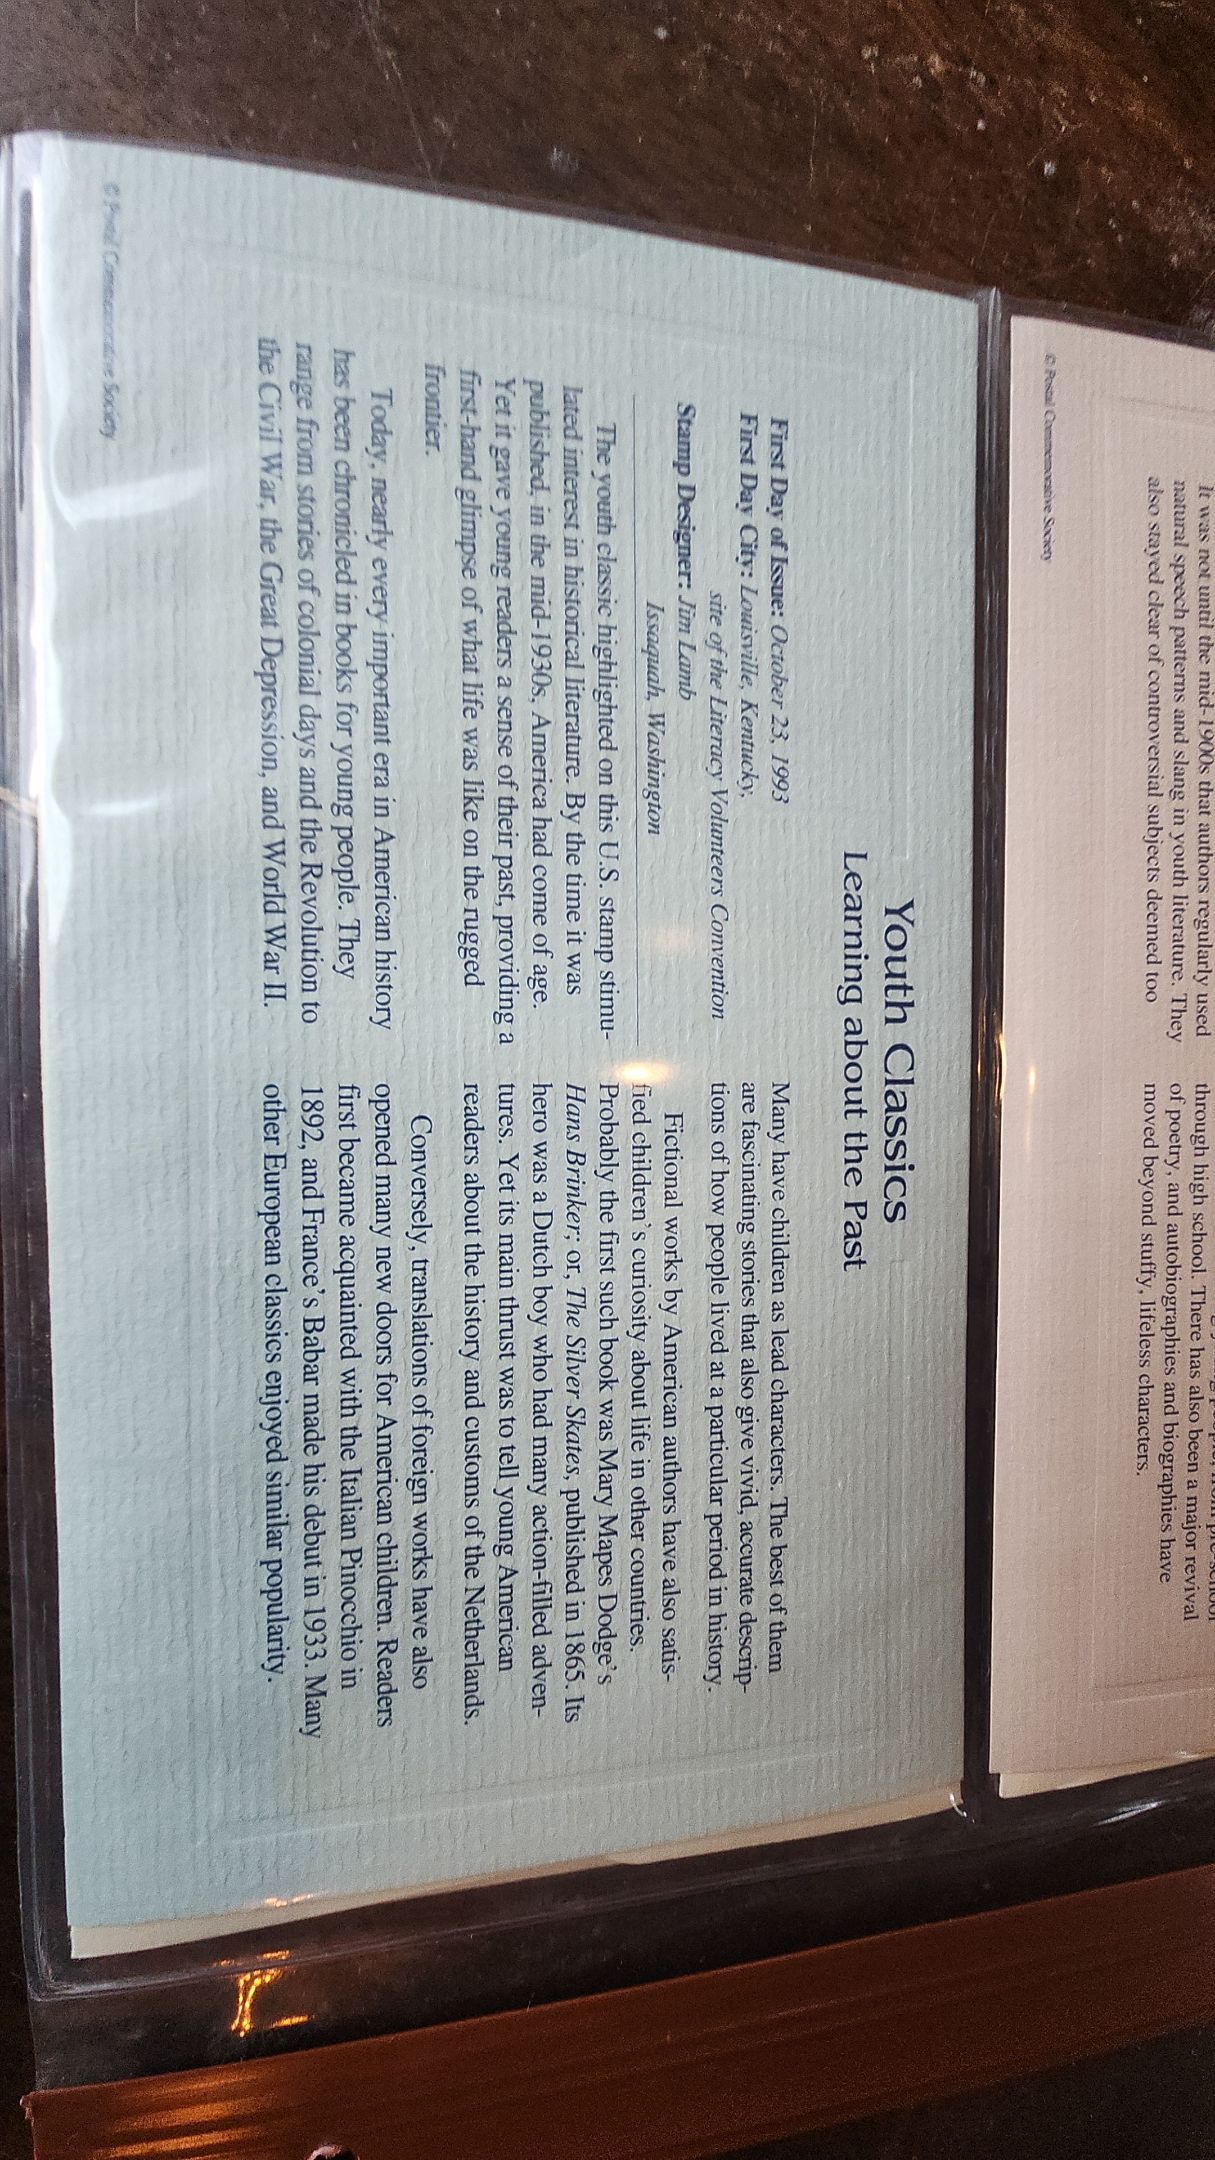 It was not until the mid-1900s that authors regularly used
natural speech patterns and slang in youth literature. They
also stayed clear of controversial subjects deemed too
through high school. There has also been a major revival
of poetry, and autobiographies and biographies have
moved beyond stuffy, lifeless characters.
© Postal Commemorative Society
Youth Classics
Learning about the Past
First Day of Issue: October 23, 1993
First Day City: Louisville, Kentucky,
site of the Literacy Volunteers Convention
Stamp Designer: Jim Lamb
Issaquah, Washington
The youth classic highlighted on this U.S. stamp stimu-
lated interest in historical literature. By the time it was
published, in the mid-1930s, America had come of age.
Yet it gave young readers a sense of their past, providing a
first-hand glimpse of what life was like on the rugged
frontier.
Today, nearly every important era in American history
has been chronicled in books for young people. They
range from stories of colonial days and the Revolution to
the Civil War, the Great Depression, and World War II.
Many have children as lead characters. The best of them
are fascinating stories that also give vivid, accurate descrip-
tions of how people lived at a particular period in history.
Fictional works by American authors have also satis-
fied children's curiosity about life in other countries.
Probably the first such book was Mary Mapes Dodge's
Hans Brinker; or, The Silver Skates, published in 1865. Its
hero was a Dutch boy who had many action-filled adven-
tures. Yet its main thrust was to tell young American
readers about the history and customs of the Netherlands.
Conversely, translations of foreign works have also
opened many new doors for American children. Readers
first became acquainted with the Italian Pinocchio in
1892, and France's Babar made his debut in 1933. Many
other European classics enjoyed similar popularity.
© Postal Commemorative Society